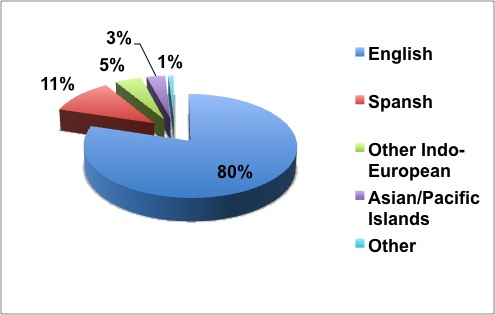 3%
1%
5%
11%
80%
English
Spansh
Other Indo-
European
Asian/Pacific
Islands
Other